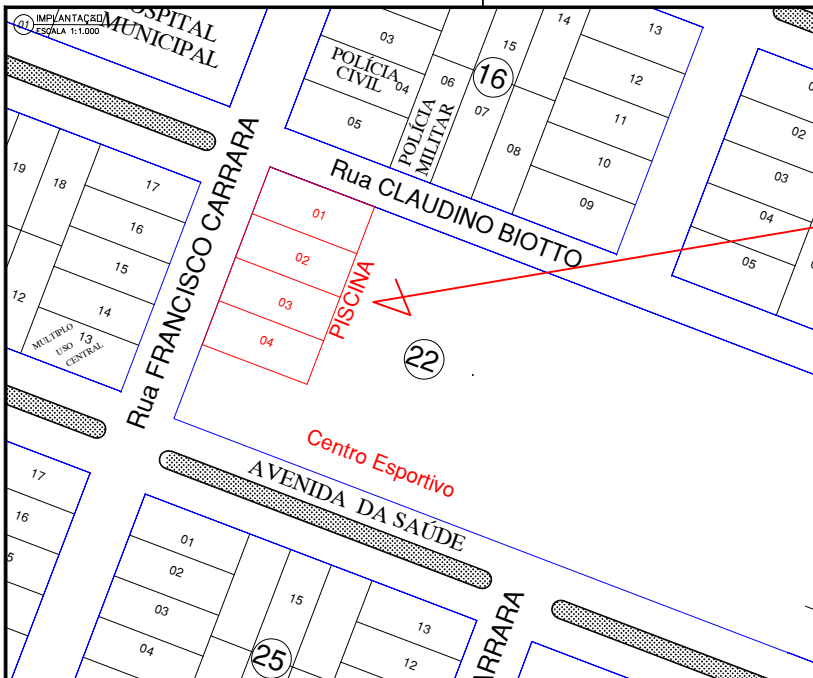 01 IMPLANTAÇÃO
ESCALA 1:1.000
HOSPITAL
MUNICIPAL
03
POLÍCIA
CIVIL
04
05
06
POLÍCIA
MILITAR
15
14
16
07
08
13
12
11
10
09
02
03
04
05
19
18
17
16
15
14
13
12
MULTIPLO
USO
CENTRAL
Rua FRANCISCO CARRARA
Rua CLAUDINO BIOTTO
01
02
03
04
PISCINA
22
Centro Esportivo
AVENIDA DA SAÚDE
17
16
5
01
02
03
04
15
25
13
12
ARRARA